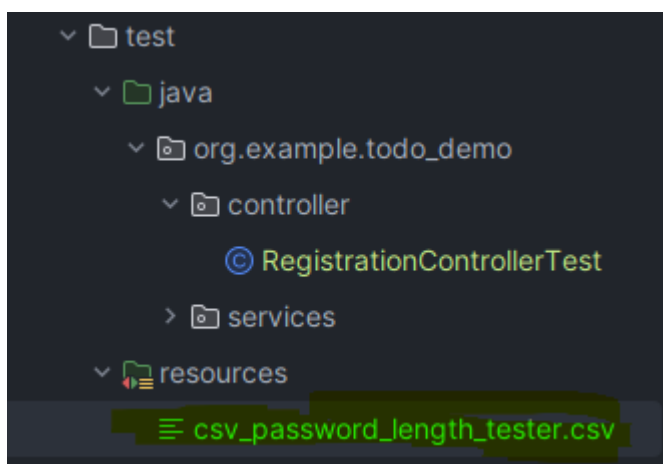 test
java
org.example.todo_demo
controller
RegistrationControllerTest
services
resources
csv_password_length_tester.csv